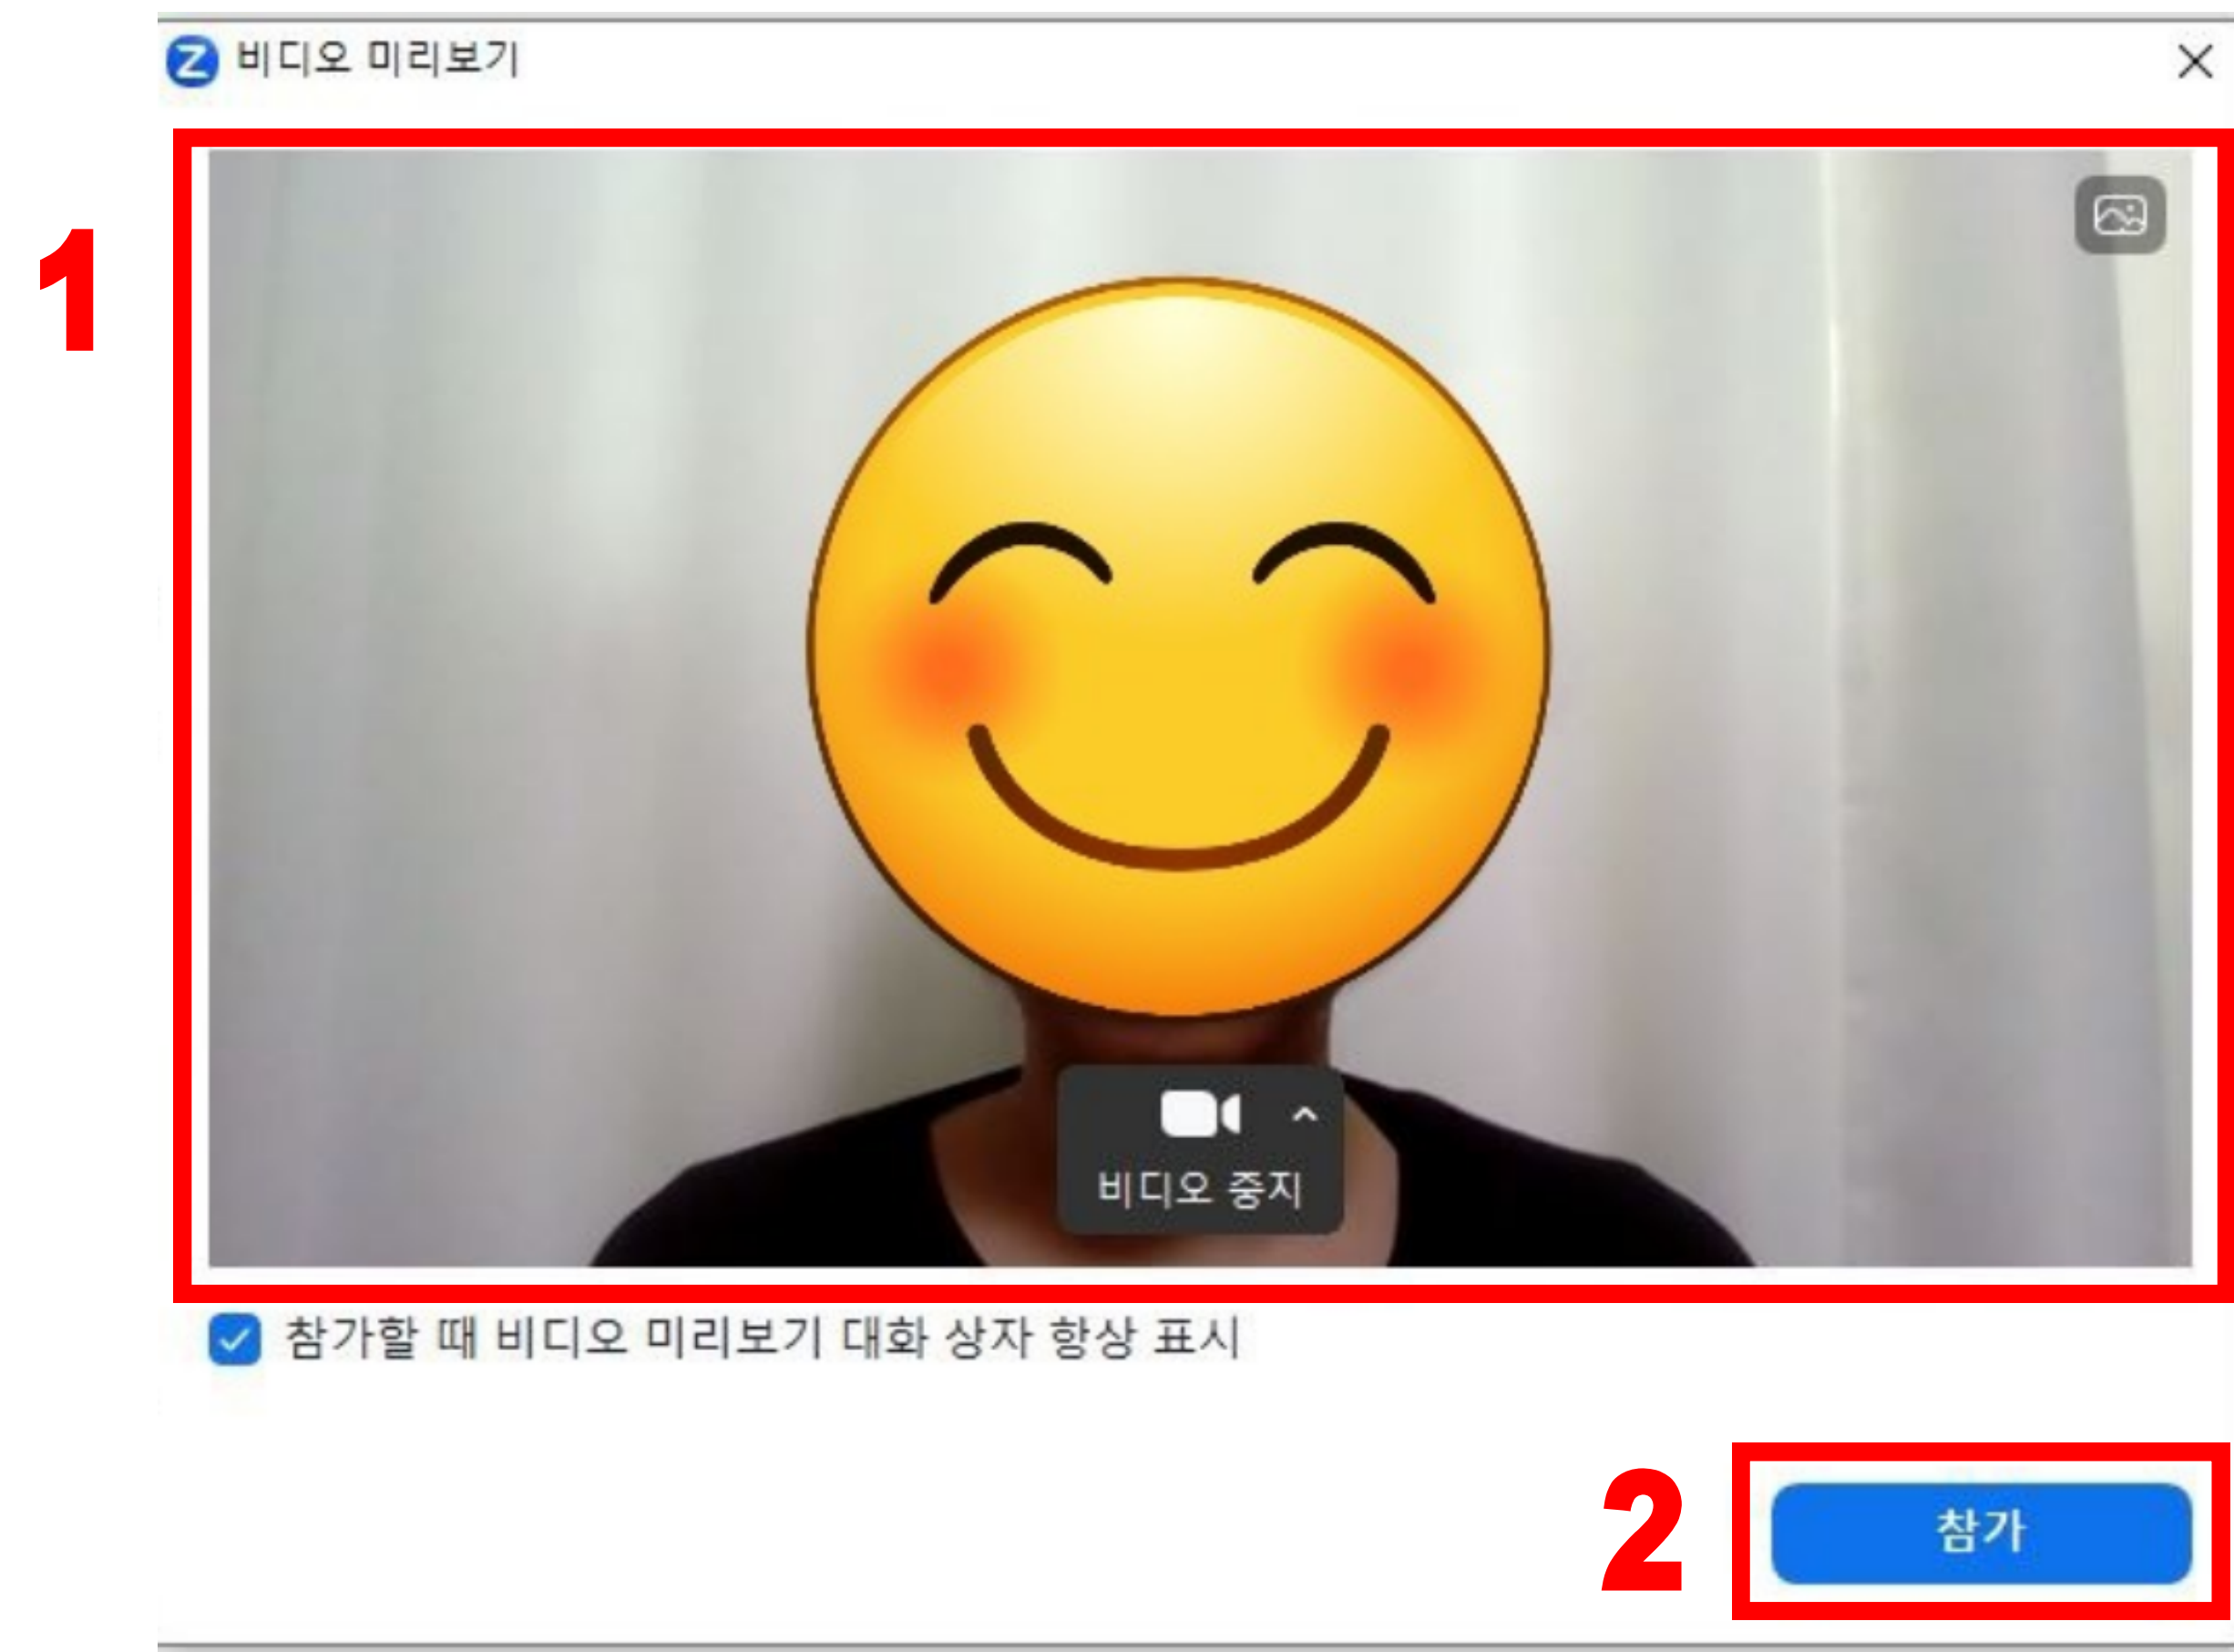 비디오 미리보기
1
비디오 중지
참가할 때 비디오 미리보기 대화 상자 항상 표시
2
참가